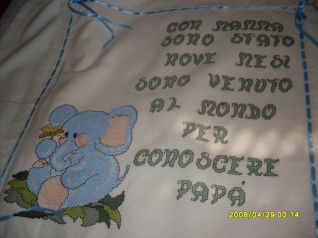 CON MAMMA
SONO STATO
NOVE MESI
SONO VENUTO
AL MONDO
PER
CONOSCERE
PAPÀ
2008/04/29 00:14